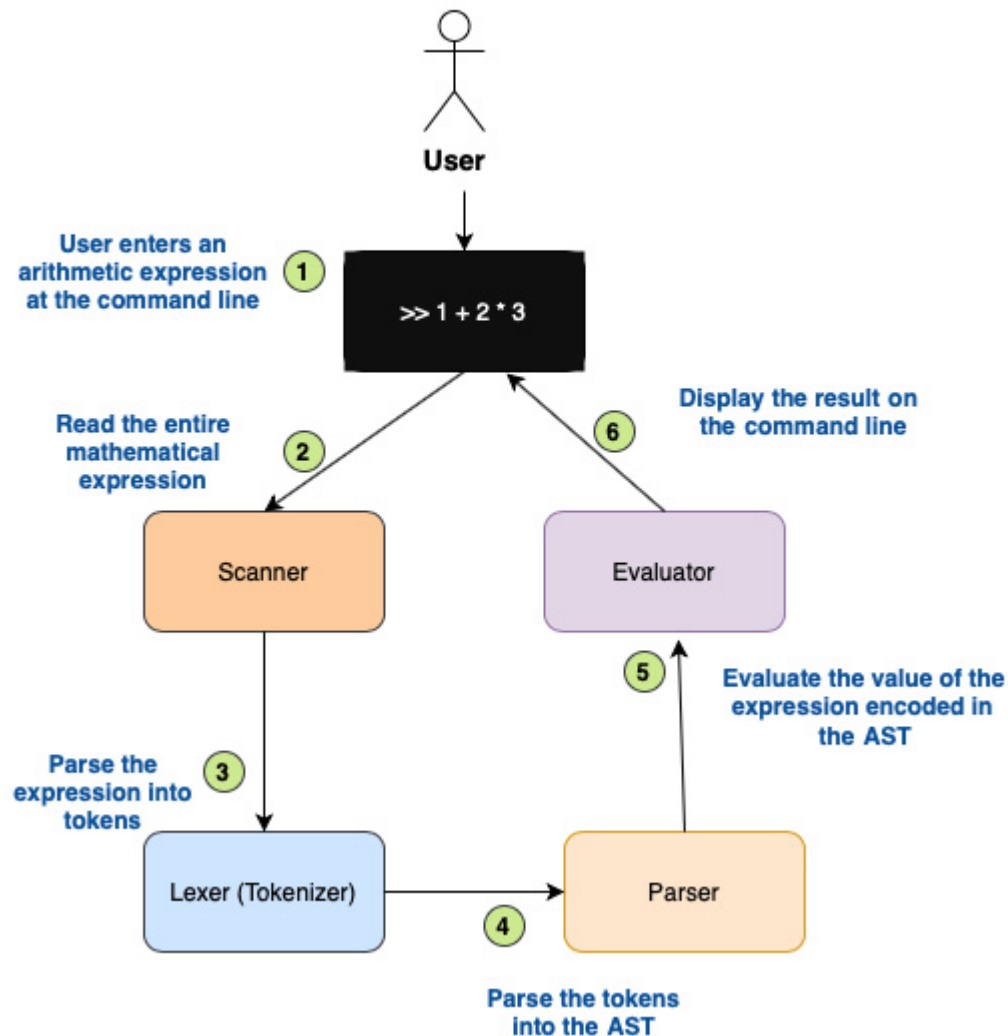 User
User enters an
arithmetic expression
at the command line
1
>> 1 + 2 * 3
Read the entire
mathematical
expression
2
6
Display the result on
the command line
Scanner
Evaluator
5
Evaluate the value of the
expression encoded in
the AST
Parse the
expression into
tokens
3
Lexer (Tokenizer)
Parser
4
Parse the tokens
into the AST